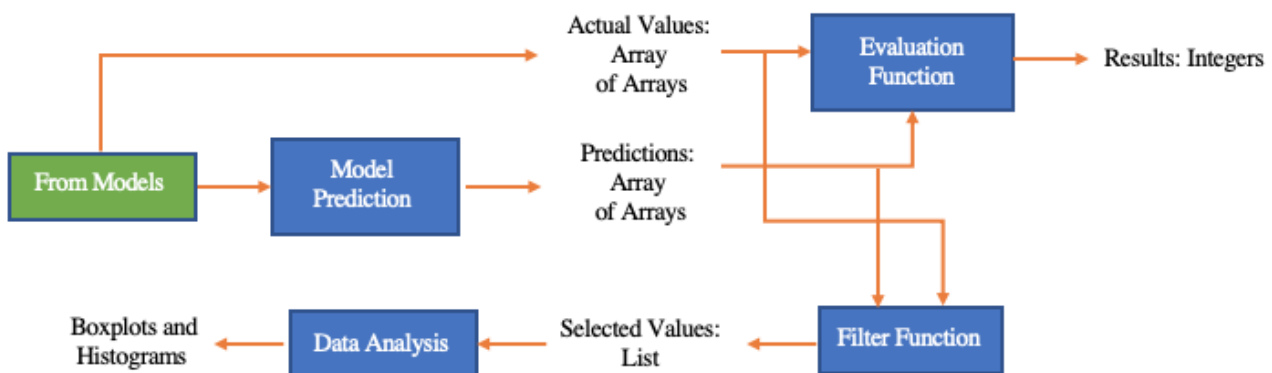 Actual Values:
Array
of Arrays
Evaluation
Function
Results: Integers
From Models
Model
Prediction
Predictions:
Array
of Arrays
Boxplots and
Histograms
Data Analysis
Selected Values:
List
Filter Function